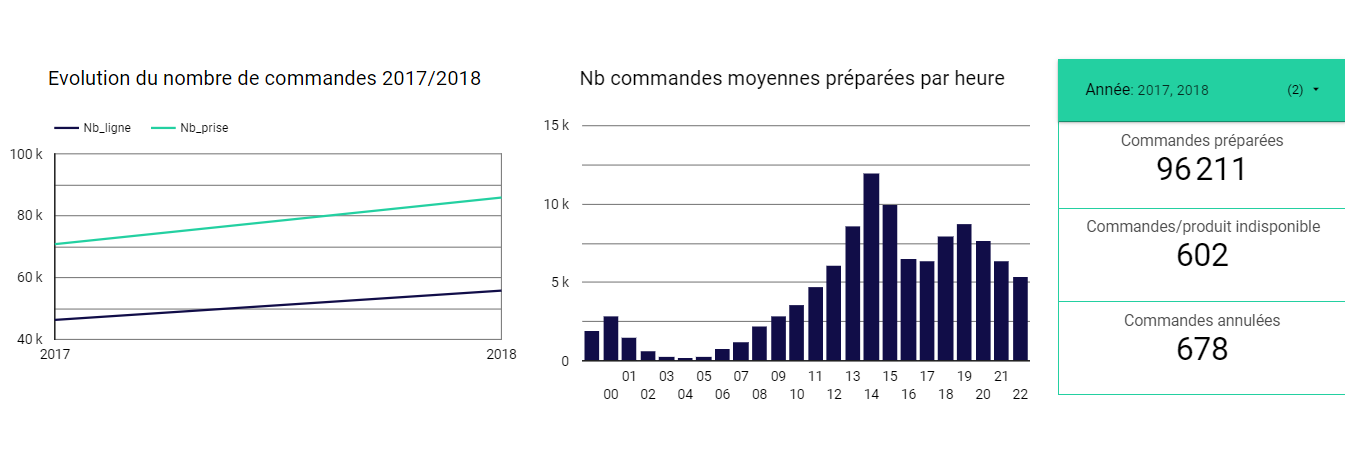 Evolution du nombre de commandes 2017/2018
Nb_ligne Nb_prise
100 k
80 k
60 k
40 k
2017 2018
Nb commandes moyennes préparées par heure
15 k
10 k
5 k
0
01 03 05 07 09 11 13 15 17 19 21
00 02 04 06 08 10 12 14 16 18 20 22
Année: 2017, 2018 (2)
Commandes préparées
96 211
Commandes/produit indisponible
602
Commandes annulées
678